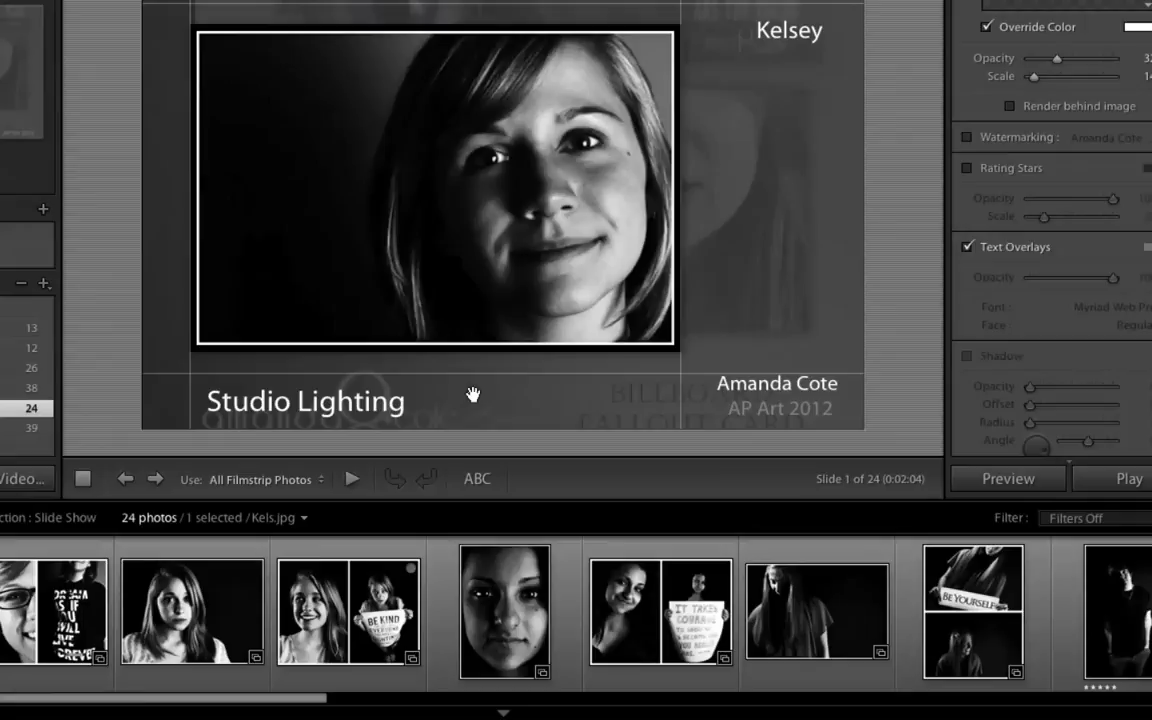 Kelsey
Override Color
Opacity
Scale
Render behind image
Watermarking : Amanda Cote
Rating Stars
Opacity
Scale
Text Overlays
Opacity
Font :
Myriad Web
Face :
Shadow
Opacity
Offset
Radius
Angle
Studio Lighting
Amanda Cote
AP Art 2012
13
12
26
38
24
39
Video...
Use: All Filmstrip Photos
ABC
Slide 1 of 24 (0:02:04)
Preview
Play
: Slide Show
24 photos / 1 selected / Kels.jpg
Filter :
Filters Off
BE KIND
IT TAKES
COURAGE
BE YOURSELF